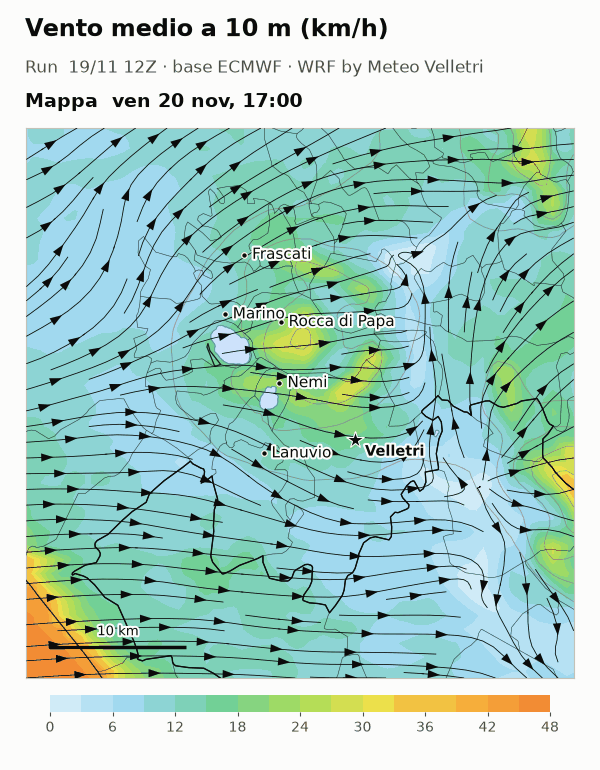 Vento medio a 10 m (km/h)
Run  19/11 12Z · base ECMWF · WRF by Meteo Velletri
Mappa  ven 20 nov, 17:00
Frascati
Marino
Rocca di Papa
Nemi
Velletri
Lanuvio
10 km
0 6 12 18 24 30 36 42 48